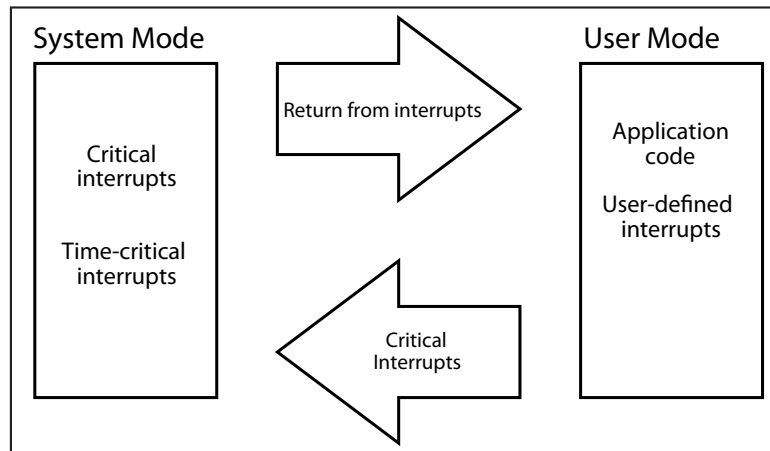 System Mode
User Mode
Critical
interrupts
Time-critical
interrupts
Return from interrupts
Critical
Interrupts
Application
code
User-defined
interrupts